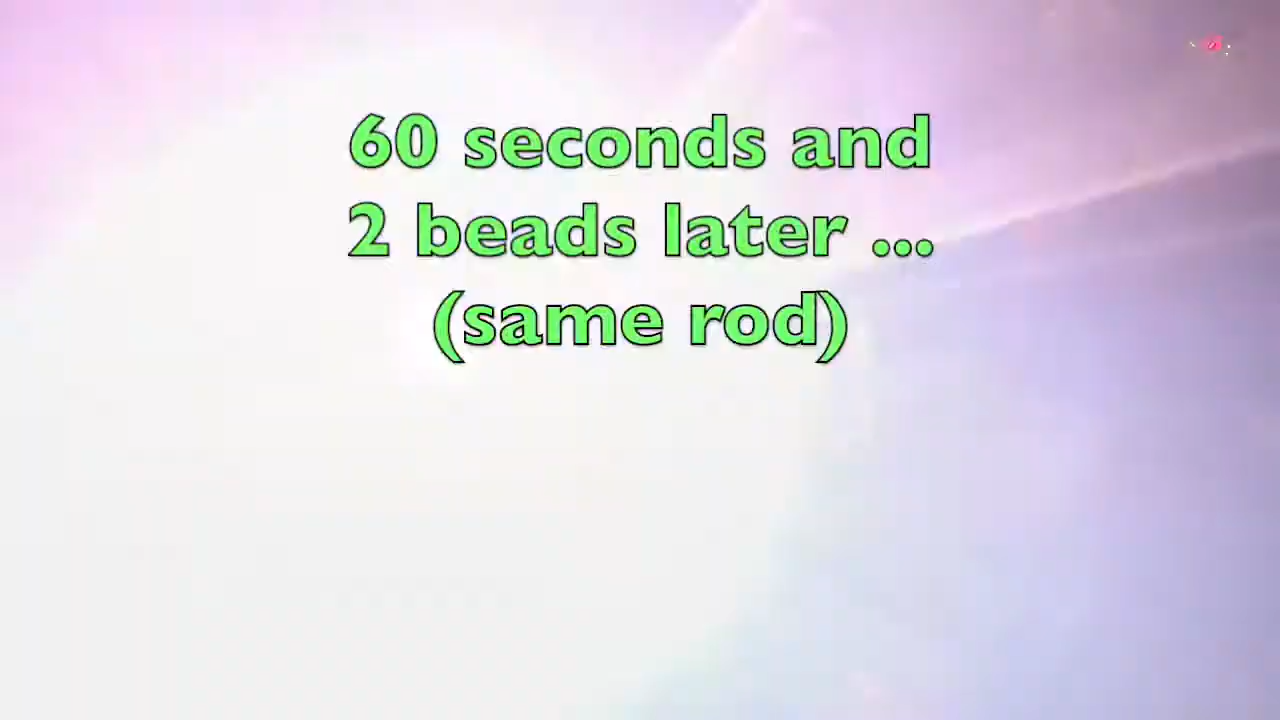 60 seconds and
2 beads later ...
(same rod)